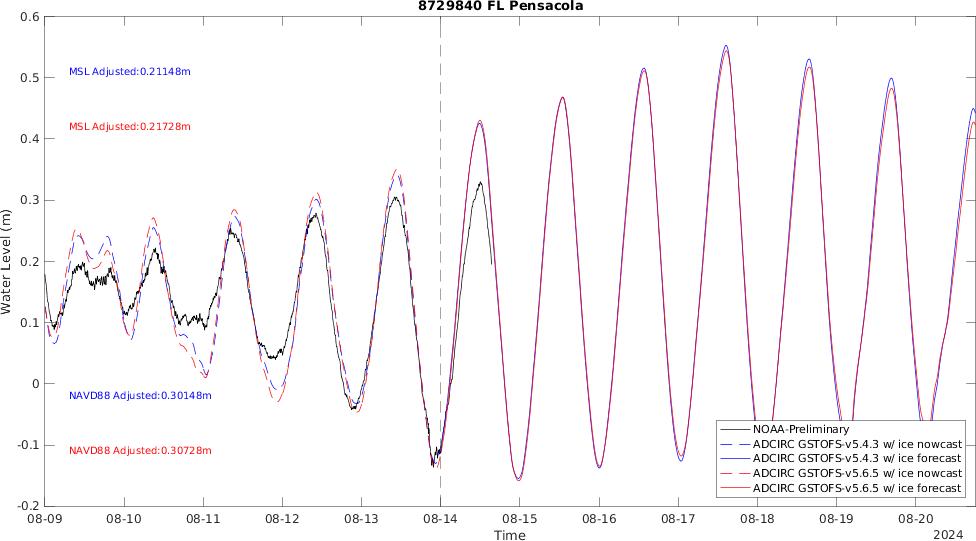 8729840 FL Pensacola
0.6
0.5
0.4
0.3
0.2
0.1
0
-0.1
-0.2
Water Level (m)
MSL Adjusted:0.21148m
MSL Adjusted:0.21728m
NAVD88 Adjusted:0.30148m
NAVD88 Adjusted:0.30728m
NOAA-Preliminary
ADCIRC GSTOFS-v5.4.3 w/ ice nowcast
ADCIRC GSTOFS-v5.4.3 w/ ice forecast
ADCIRC GSTOFS-v5.6.5 w/ ice nowcast
ADCIRC GSTOFS-v5.6.5 w/ ice forecast
08-09 08-10 08-11 08-12 08-13 08-14 08-15 08-16 08-17 08-18 08-19 08-20
Time
2024